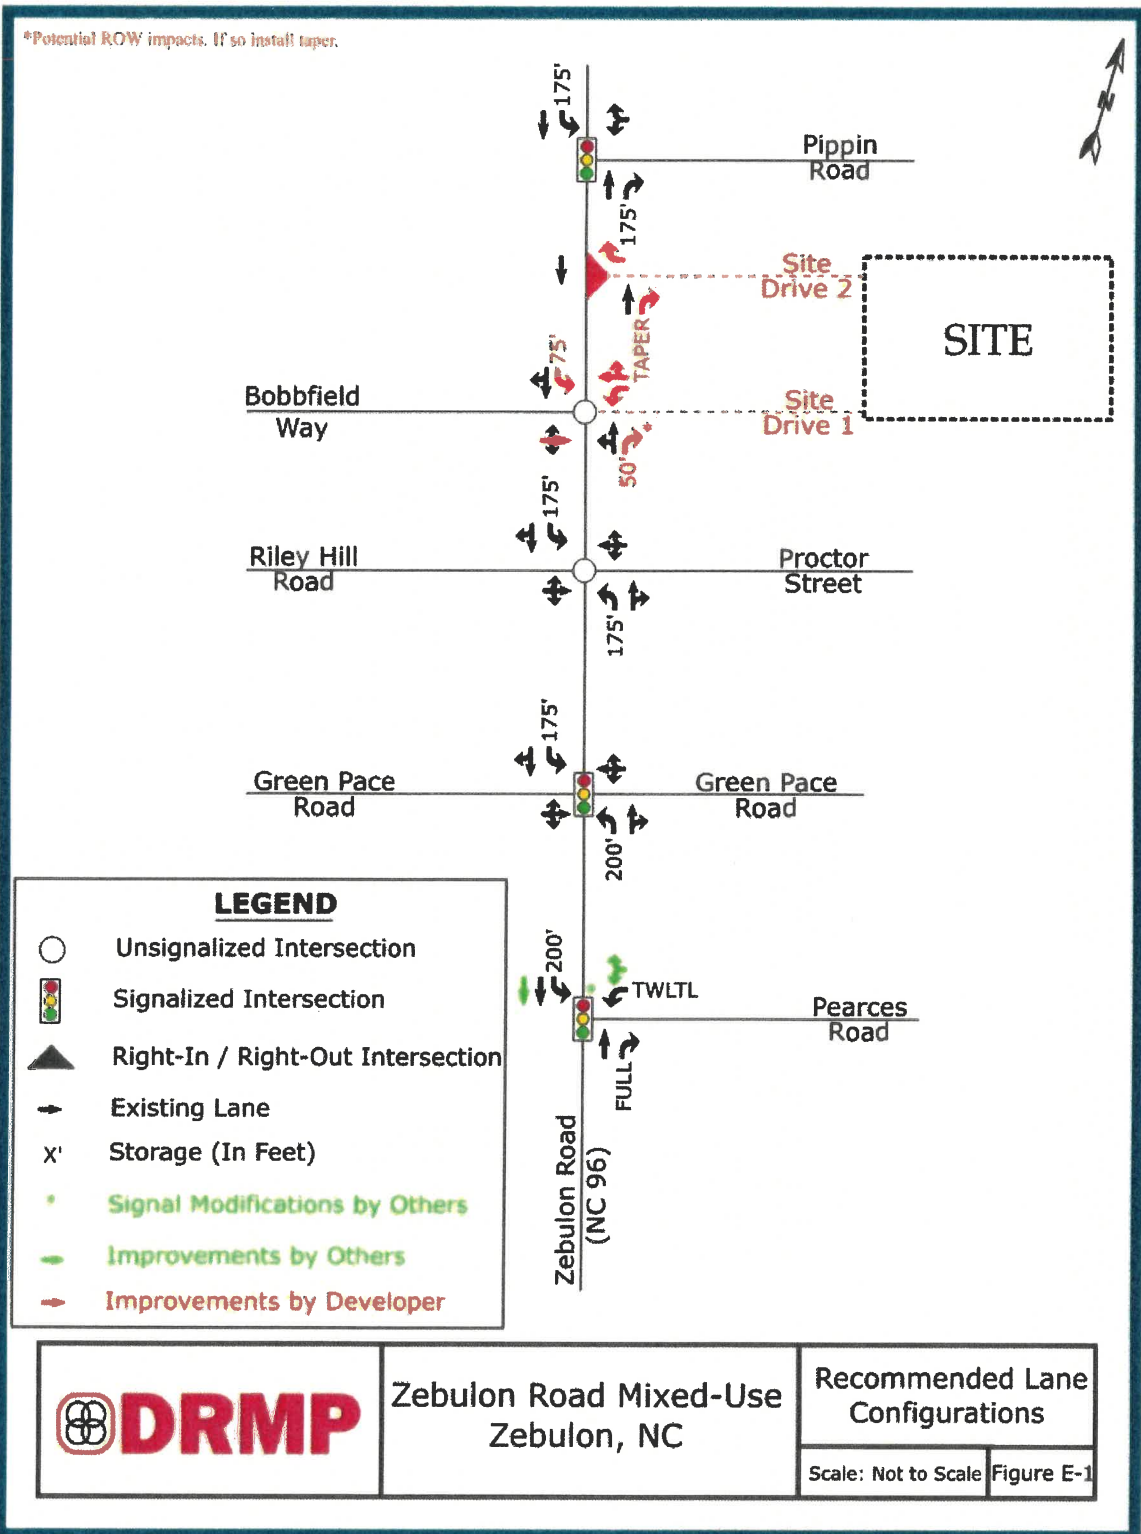 *Potential ROW impacts. If so install taper.
175'
N
Pippin
Road
175'
Site
Drive 2
SITE
TAPER
75'
Bobbfield
Way
Site
Drive 1
*
50'
175'
Riley Hill
Road
Proctor
Street
175'
175'
Green Pace
Road
Green Pace
Road
200'
LEGEND
Unsignalized Intersection
Signalized Intersection
Right-In / Right-Out Intersection
Existing Lane
X' Storage (In Feet)
* Signal Modifications by Others
Improvements by Others
Improvements by Developer
200'
*
TWLTL
Pearces
Road
FULL
Zebulon Road
(NC 96)
DRMP
Zebulon Road Mixed-Use
Zebulon, NC
Recommended Lane
Configurations
Scale: Not to Scale
Figure E-1